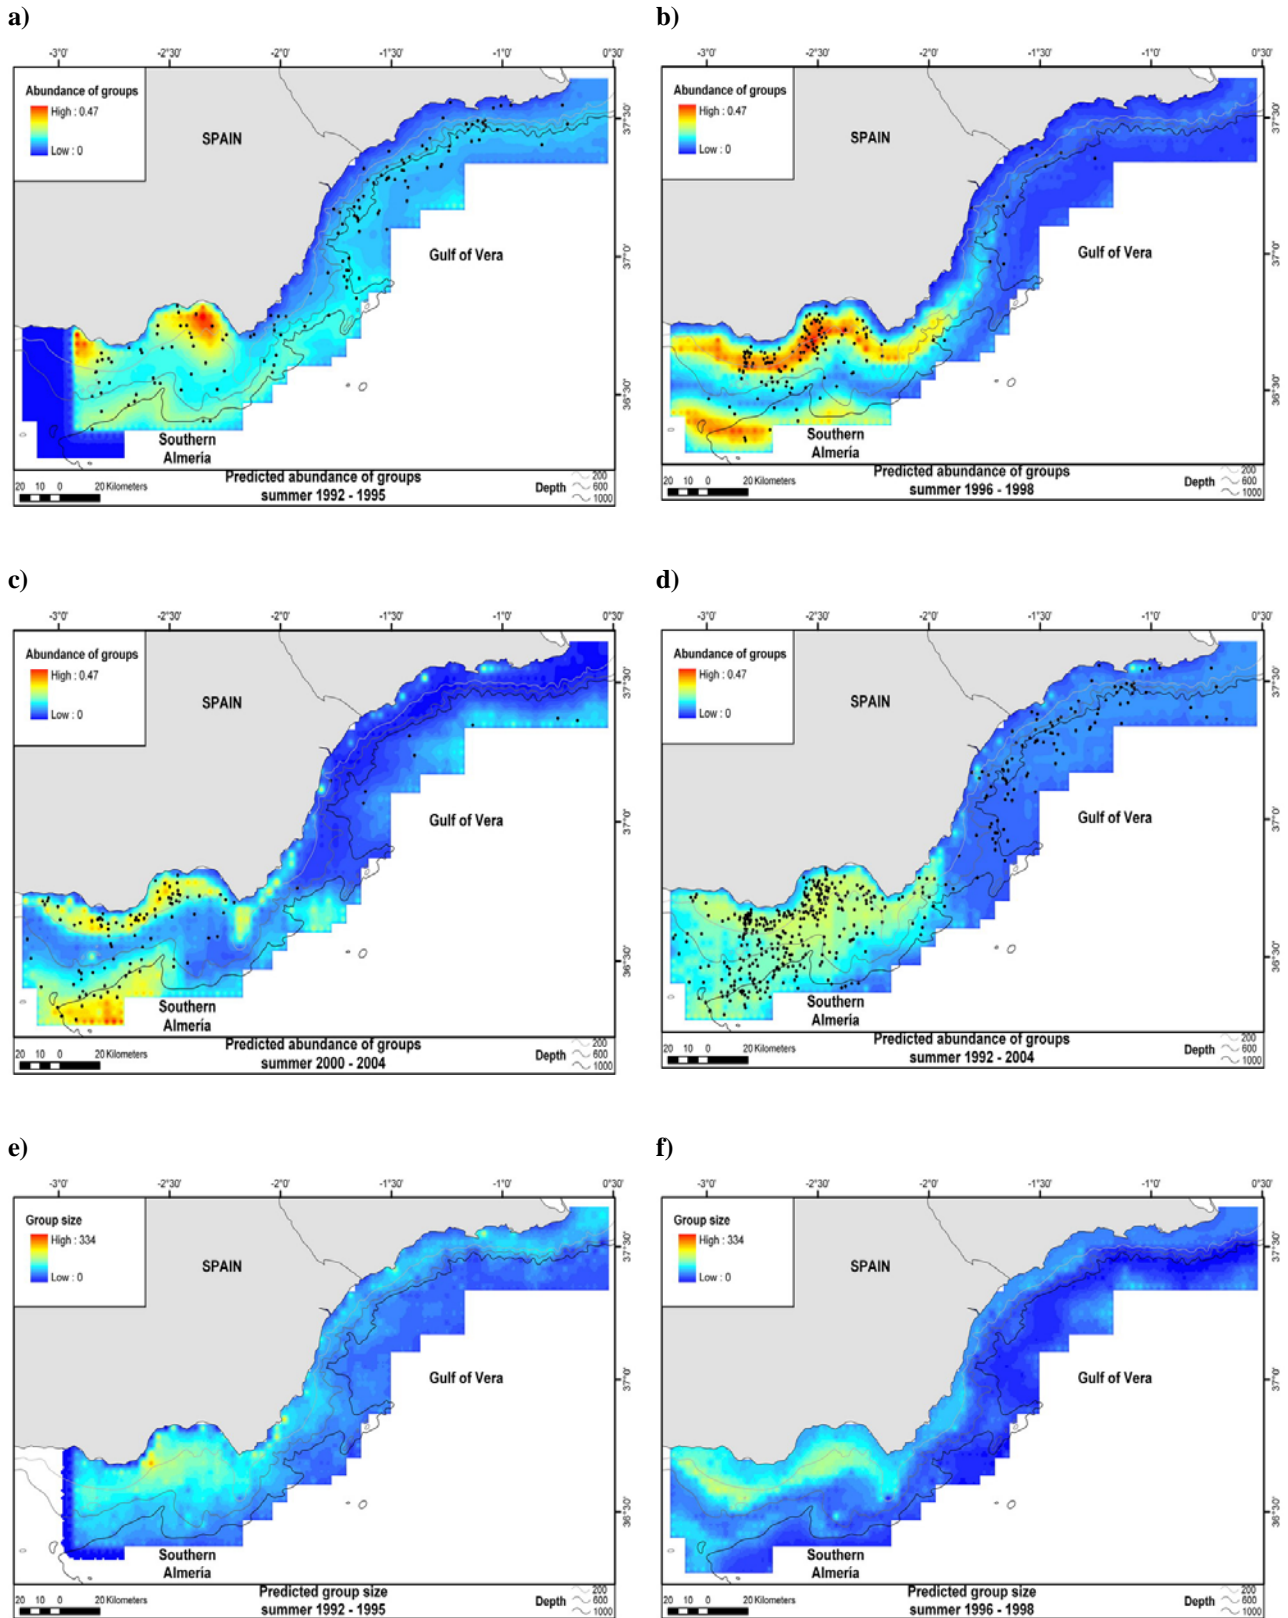 a)
b)
-3°0' -2°30' -2°0' -1°30' -1°0' 0°30'
Abundance of groups
High : 0.47
Low : 0
SPAIN
Gulf of Vera
Southern
Almería
37°30'
37°0'
36°30'
Predicted abundance of groups
summer 1992 - 1995
20 10 0 20 Kilometers
Depth
200
600
1000
-3°0' -2°30' -2°0' -1°30' -1°0' 0°30'
Abundance of groups
High : 0.47
Low : 0
SPAIN
Gulf of Vera
Southern
Almería
37°30'
37°0'
36°30'
Predicted abundance of groups
summer 1996 - 1998
20 10 0 20 Kilometers
Depth
200
600
1000
c)
d)
-3°0' -2°30' -2°0' -1°30' -1°0' 0°30'
Abundance of groups
High : 0.47
Low : 0
SPAIN
Gulf of Vera
Southern
Almería
37°30'
37°0'
36°30'
Predicted abundance of groups
summer 2000 - 2004
20 10 0 20 Kilometers
Depth
200
600
1000
-3°0' -2°30' -2°0' -1°30' -1°0' 0°30'
Abundance of groups
High : 0.47
Low : 0
SPAIN
Gulf of Vera
Southern
Almería
37°30'
37°0'
36°30'
Predicted abundance of groups
summer 1992 - 2004
20 10 0 20 Kilometers
Depth
200
600
1000
e)
f)
-3°0' -2°30' -2°0' -1°30' -1°0' 0°30'
Group size
High : 334
Low : 0
SPAIN
Gulf of Vera
Southern
Almería
37°30'
37°0'
36°30'
Predicted group size
summer 1992 - 1995
20 10 0 20 Kilometers
Depth
200
600
1000
-3°0' -2°30' -2°0' -1°30' -1°0' 0°30'
Group size
High : 334
Low : 0
SPAIN
Gulf of Vera
Southern
Almería
37°30'
37°0'
36°30'
Predicted group size
summer 1996 - 1998
20 10 0 20 Kilometers
Depth
200
600
1000